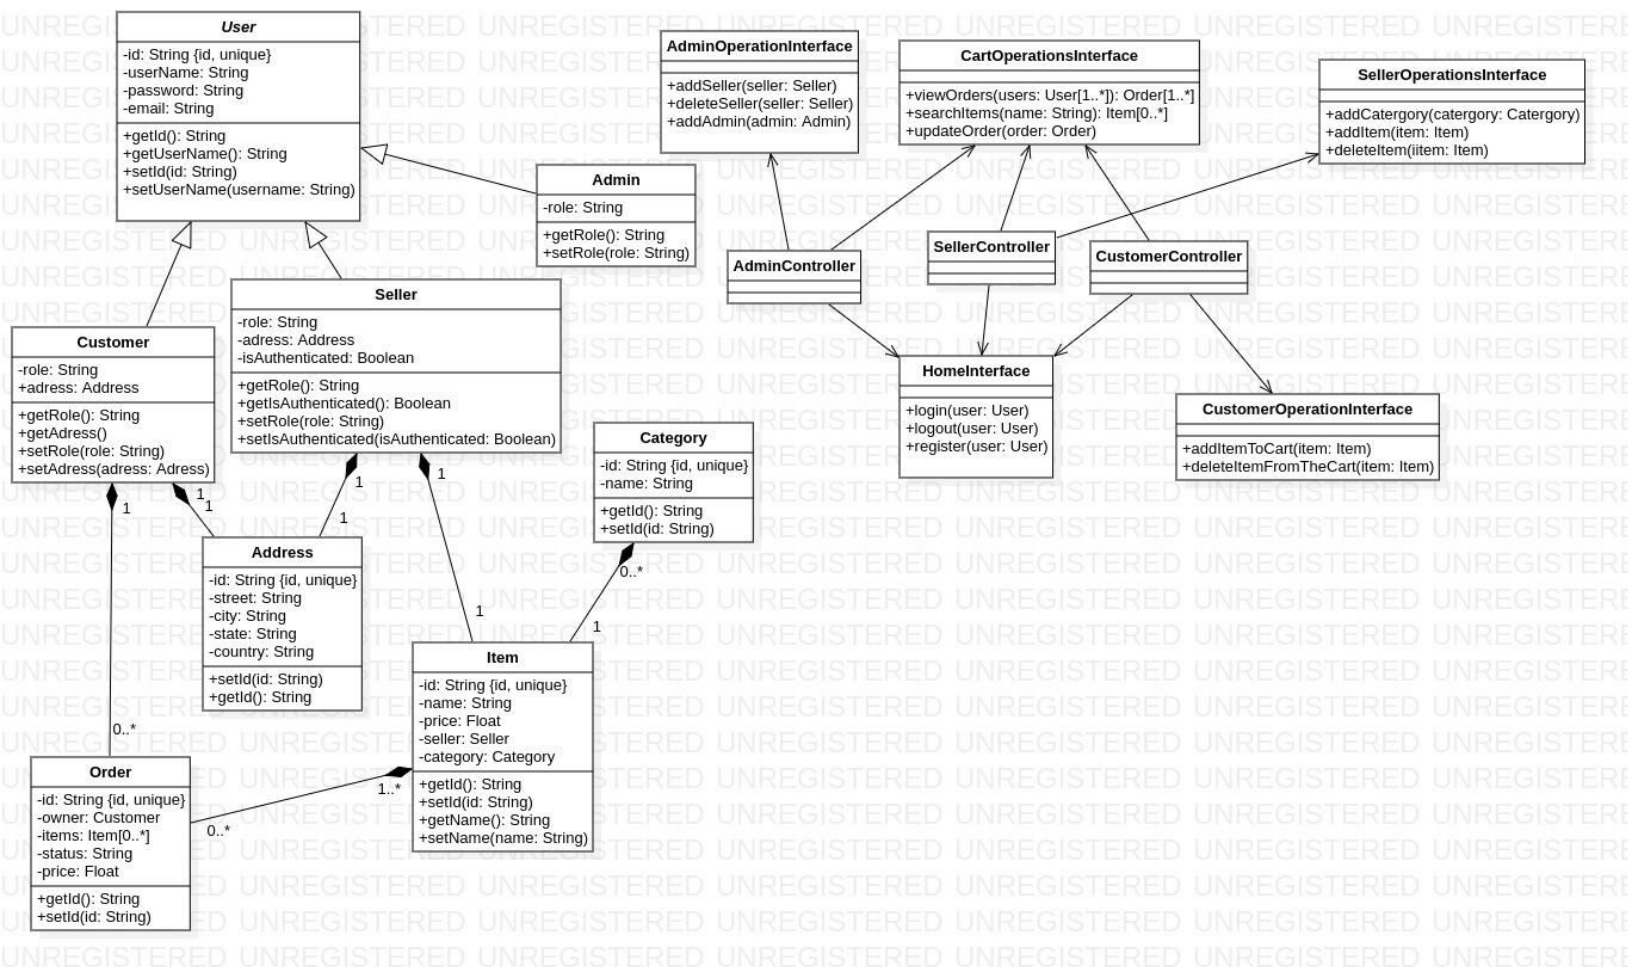 User
-id: String {id, unique}
-userName: String
-password: String
-email: String
+getId(): String
+getUserName(): String
+setId(id: String)
+setUserName(username: String)
Admin
-role: String
+getRole(): String
+setRole(role: String)
Customer
-role: String
+adress: Address
+getRole(): String
+getAdress()
+setRole(role: String)
+setAdress(adress: Adress)
Seller
-role: String
-adress: Address
-isAuthenticated: Boolean
+getRole(): String
+getIsAuthenticated(): Boolean
+setRole(role: String)
+setIsAuthenticated(isAuthenticated: Boolean)
1
1
1
1
1
1
1
0..*
Address
-id: String {id, unique}
-street: String
-city: String
-state: String
-country: String
+setId(id: String)
+getId(): String
Category
-id: String {id, unique}
-name: String
+getId(): String
+setId(id: String)
0..*
1
Item
-id: String {id, unique}
-name: String
-price: Float
-seller: Seller
-category: Category
+getId(): String
+setId(id: String)
+getName(): String
+setName(name: String)
1..*
0..*
Order
-id: String {id, unique}
-owner: Customer
-items: Item[0..*]
-status: String
-price: Float
+getId(): String
+setId(id: String)
AdminOperationInterface
+addSeller(seller: Seller)
+deleteSeller(seller: Seller)
+addAdmin(admin: Admin)
CartOperationsInterface
+viewOrders(users: User[1..*]): Order[1..*]
+searchItems(name: String): Item[0..*]
+updateOrder(order: Order)
SellerOperationsInterface
+addCatergory(catergory: Catergory)
+addItem(item: Item)
+deleteItem(iitem: Item)
AdminController
SellerController
CustomerController
HomeInterface
+login(user: User)
+logout(user: User)
+register(user: User)
CustomerOperationInterface
+addItemToCart(item: Item)
+deleteItemFromTheCart(item: Item)
UNREGISTERED